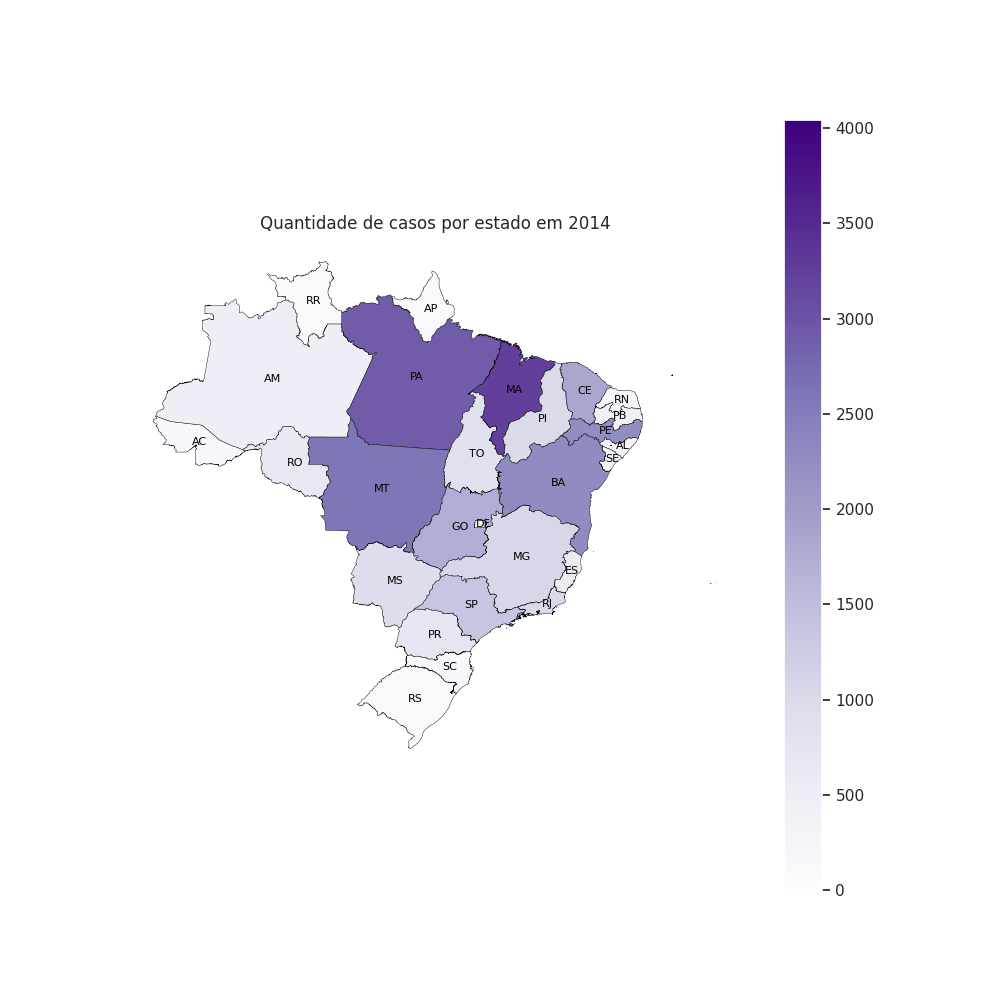 Quantidade de casos por estado em 2014
RR
AP
AM
PA
MA
CE
RN
PB
PI
PE
AL
SE
AC
RO
TO
BA
MT
GO
DF
MG
ES
MS
SP
RJ
PR
SC
RS
4000
3500
3000
2500
2000
1500
1000
500
0